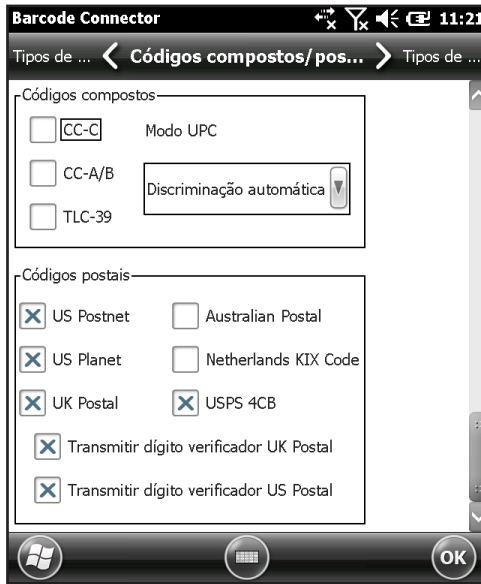 Barcode Connector 11:21
Tipos de ... Códigos compostos/pos... Tipos de ...
Códigos compostos
CC-C Modo UPC
CC-A/B
Discriminação automática
TLC-39
Códigos postais
US Postnet Australian Postal
US Planet Netherlands KIX Code
UK Postal USPS 4CB
Transmitir dígito verificador UK Postal
Transmitir dígito verificador US Postal
OK